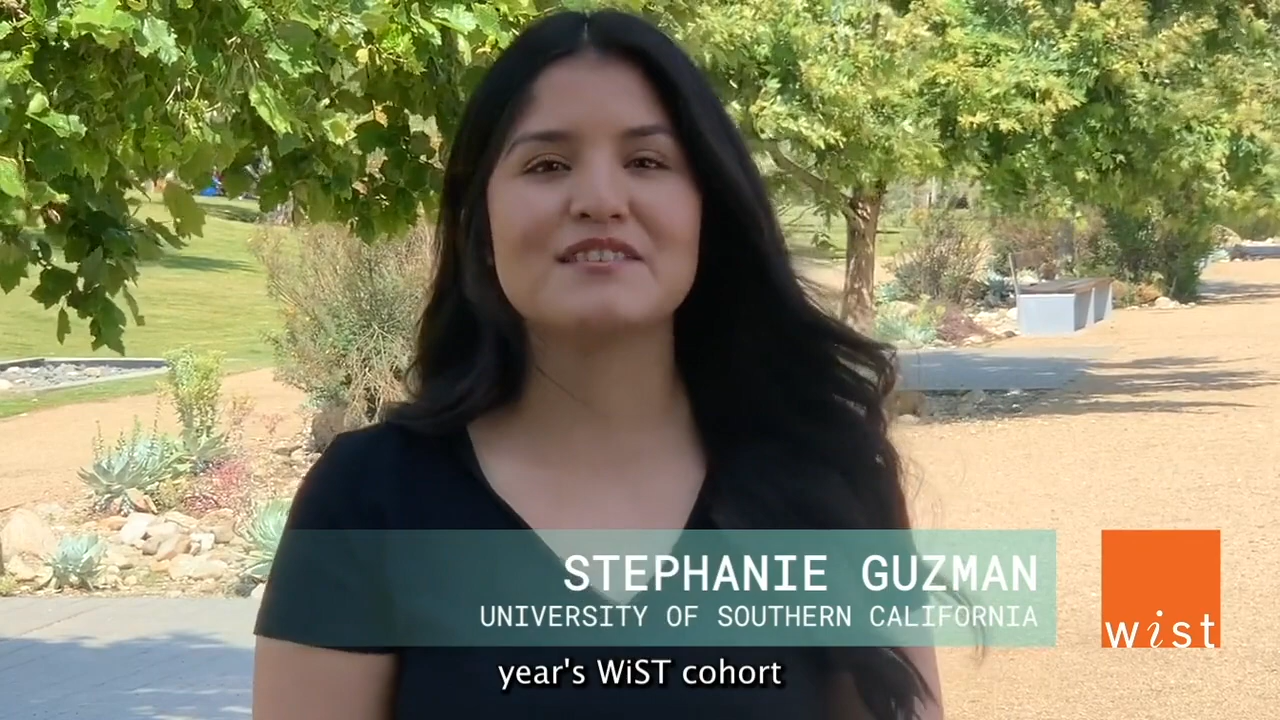 STEPHANIE GUZMAN
UNIVERSITY OF SOUTHERN CALIFORNIA
wist
year's WiST cohort